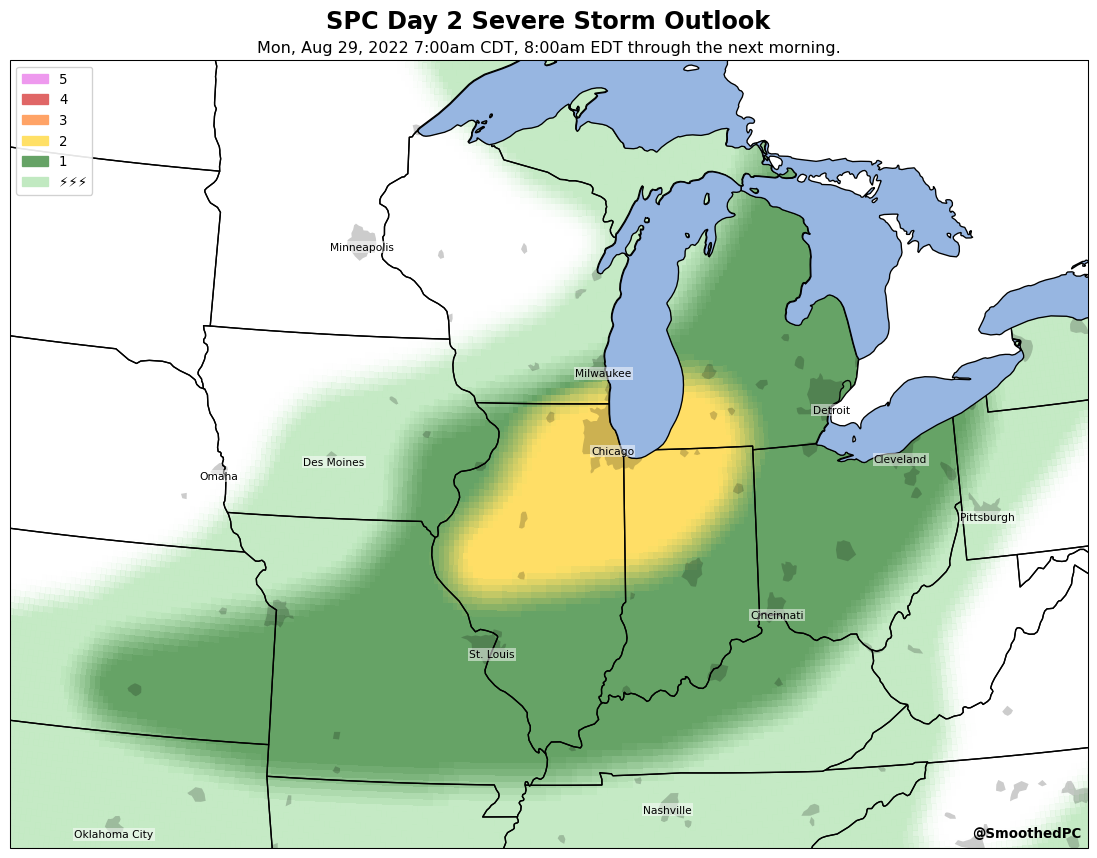 SPC Day 2 Severe Storm Outlook
Mon, Aug 29, 2022 7:00am CDT, 8:00am EDT through the next morning.
5
4
3
2
1
⚡⚡⚡
Minneapolis
Milwaukee
Detroit
Chicago
Cleveland
Des Moines
Omaha
Pittsburgh
Cincinnati
St. Louis
Nashville
Oklahoma City
@SmoothedPC